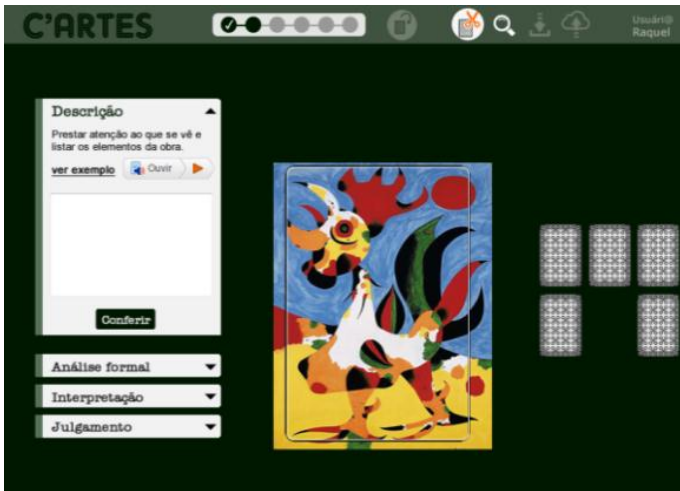 C'ARTES
Usuári@
Raquel
Descrição
Prestar atenção ao que se vê e
listar os elementos da obra.
ver exemplo
Ouvir
Conferir
Análise formal
Interpretação
Julgamento